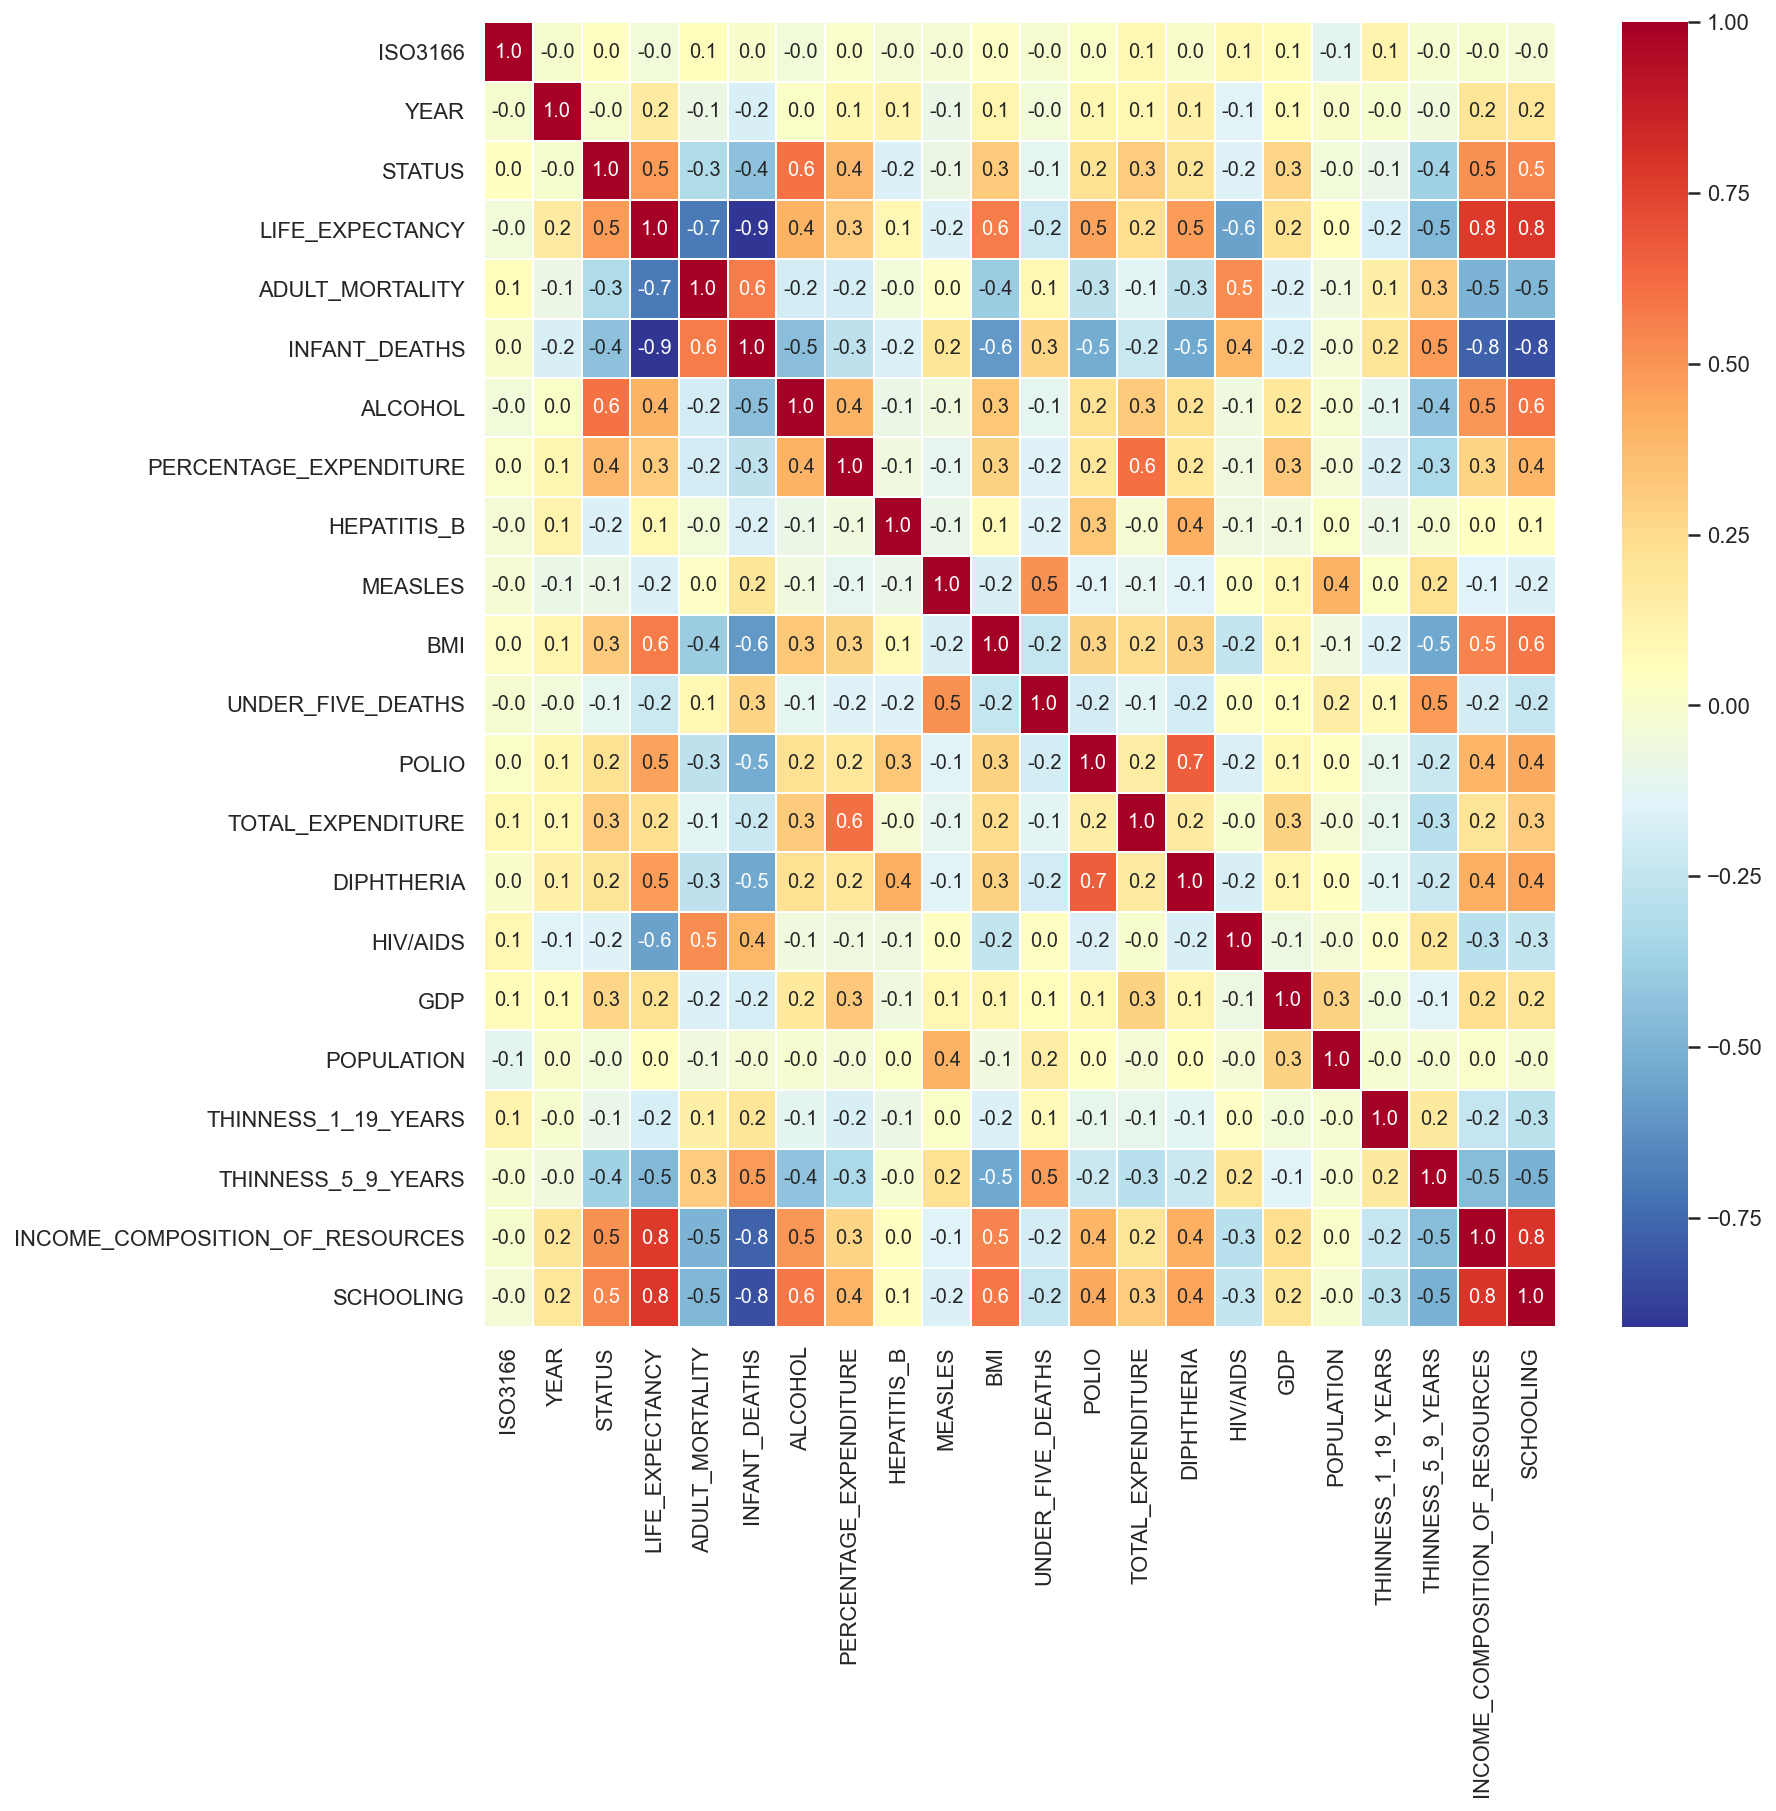 ISO3166 1.0 -0.0 0.0 -0.0 0.1 0.0 -0.0 0.0 -0.0 -0.0 0.0 -0.0 0.0 0.1 0.0 0.1 0.1 -0.1 0.1 -0.0 -0.0 -0.0
YEAR -0.0 1.0 -0.0 0.2 -0.1 -0.2 0.0 0.1 0.1 -0.1 0.1 -0.0 0.1 0.1 0.1 -0.1 0.1 0.0 -0.0 -0.0 0.2 0.2
STATUS 0.0 -0.0 1.0 0.5 -0.3 -0.4 0.6 0.4 -0.2 -0.1 0.3 -0.1 0.2 0.3 0.2 -0.2 0.3 -0.0 -0.1 -0.4 0.5 0.5
LIFE_EXPECTANCY -0.0 0.2 0.5 1.0 -0.7 -0.9 0.4 0.3 0.1 -0.2 0.6 -0.2 0.5 0.2 0.5 -0.6 0.2 0.0 -0.2 -0.5 0.8 0.8
ADULT_MORTALITY 0.1 -0.1 -0.3 -0.7 1.0 0.6 -0.2 -0.2 -0.0 0.0 -0.4 0.1 -0.3 -0.1 -0.3 0.5 -0.2 -0.1 0.1 0.3 -0.5 -0.5
INFANT_DEATHS 0.0 -0.2 -0.4 -0.9 0.6 1.0 -0.5 -0.3 -0.2 0.2 -0.6 0.3 -0.5 -0.2 -0.5 0.4 -0.2 -0.0 0.2 0.5 -0.8 -0.8
ALCOHOL -0.0 0.0 0.6 0.4 -0.2 -0.5 1.0 0.4 -0.1 -0.1 0.3 -0.1 0.2 0.3 0.2 -0.1 0.2 -0.0 -0.1 -0.4 0.5 0.6
PERCENTAGE_EXPENDITURE 0.0 0.1 0.4 0.3 -0.2 -0.3 0.4 1.0 -0.1 -0.1 0.3 -0.2 0.2 0.6 0.2 -0.1 0.3 -0.0 -0.2 -0.3 0.3 0.4
HEPATITIS_B -0.0 0.1 -0.2 0.1 -0.0 -0.2 -0.1 -0.1 1.0 -0.1 0.1 -0.2 0.3 -0.0 0.4 -0.1 -0.1 0.0 -0.1 -0.0 0.0 0.1
MEASLES -0.0 -0.1 -0.1 -0.2 0.0 0.2 -0.1 -0.1 -0.1 1.0 -0.2 0.5 -0.1 -0.1 -0.1 0.0 0.1 0.4 0.0 0.2 -0.1 -0.2
BMI 0.0 0.1 0.3 0.6 -0.4 -0.6 0.3 0.3 0.1 -0.2 1.0 -0.2 0.3 0.2 0.3 -0.2 0.1 -0.1 -0.2 -0.5 0.5 0.6
UNDER_FIVE_DEATHS -0.0 -0.0 -0.1 -0.2 0.1 0.3 -0.1 -0.2 -0.2 0.5 -0.2 1.0 -0.2 -0.1 -0.2 0.0 0.1 0.2 0.1 0.5 -0.2 -0.2
POLIO 0.0 0.1 0.2 0.5 -0.3 -0.5 0.2 0.2 0.3 -0.1 0.3 -0.2 1.0 0.2 0.7 -0.2 0.1 0.0 -0.1 -0.2 0.4 0.4
TOTAL_EXPENDITURE 0.1 0.1 0.3 0.2 -0.1 -0.2 0.3 0.6 -0.0 -0.1 0.2 -0.1 0.2 1.0 0.2 -0.0 0.3 -0.0 -0.1 -0.3 0.2 0.3
DIPHTHERIA 0.0 0.1 0.2 0.5 -0.3 -0.5 0.2 0.2 0.4 -0.1 0.3 -0.2 0.7 0.2 1.0 -0.2 0.1 0.0 -0.1 -0.2 0.4 0.4
HIV/AIDS 0.1 -0.1 -0.2 -0.6 0.5 0.4 -0.1 -0.1 -0.1 0.0 -0.2 0.0 -0.2 -0.0 -0.2 1.0 -0.1 -0.0 0.0 0.2 -0.3 -0.3
GDP 0.1 0.1 0.3 0.2 -0.2 -0.2 0.2 0.3 -0.1 0.1 0.1 0.1 0.1 0.3 0.1 -0.1 1.0 0.3 -0.0 -0.1 0.2 0.2
POPULATION -0.1 0.0 -0.0 0.0 -0.1 -0.0 -0.0 -0.0 0.0 0.4 -0.1 0.2 0.0 -0.0 0.0 -0.0 0.3 1.0 -0.0 -0.0 0.0 -0.0
THINNESS_1_19_YEARS 0.1 -0.0 -0.1 -0.2 0.1 0.2 -0.1 -0.2 -0.1 0.0 -0.2 0.1 -0.1 -0.1 -0.1 0.0 -0.0 -0.0 1.0 0.2 -0.2 -0.3
THINNESS_5_9_YEARS -0.0 -0.0 -0.4 -0.5 0.3 0.5 -0.4 -0.3 -0.0 0.2 -0.5 0.5 -0.2 -0.3 -0.2 0.2 -0.1 -0.0 0.2 1.0 -0.5 -0.5
INCOME_COMPOSITION_OF_RESOURCES -0.0 0.2 0.5 0.8 -0.5 -0.8 0.5 0.3 0.0 -0.1 0.5 -0.2 0.4 0.2 0.4 -0.3 0.2 0.0 -0.2 -0.5 1.0 0.8
SCHOOLING -0.0 0.2 0.5 0.8 -0.5 -0.8 0.6 0.4 0.1 -0.2 0.6 -0.2 0.4 0.3 0.4 -0.3 0.2 -0.0 -0.3 -0.5 0.8 1.0
ISO3166
YEAR
STATUS
LIFE_EXPECTANCY
ADULT_MORTALITY
INFANT_DEATHS
ALCOHOL
PERCENTAGE_EXPENDITURE
HEPATITIS_B
MEASLES
BMI
UNDER_FIVE_DEATHS
POLIO
TOTAL_EXPENDITURE
DIPHTHERIA
HIV/AIDS
GDP
POPULATION
THINNESS_1_19_YEARS
THINNESS_5_9_YEARS
INCOME_COMPOSITION_OF_RESOURCES
SCHOOLING
1.00
0.75
0.50
0.25
0.00
−0.25
−0.50
−0.75